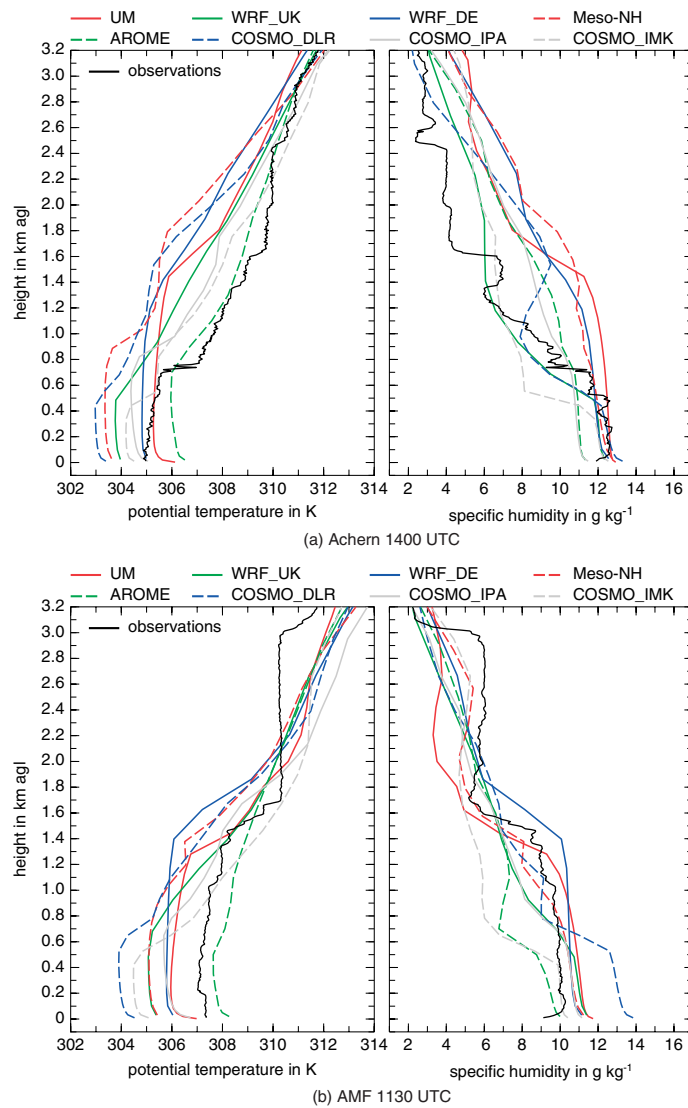 UM WRF_UK WRF_DE Meso-NH
AROME COSMO_DLR COSMO_IPA COSMO_IMK
3.2
3.0
2.8
2.6
2.4
2.2
2.0
1.8
1.6
1.4
1.2
1.0
0.8
0.6
0.4
0.2
0
height in km agl
observations
302 304 306 308 310 312 314 2 4 6 8 10 12 14 16
potential temperature in K specific humidity in g kg-1
(a) Achern 1400 UTC
UM WRF_UK WRF_DE Meso-NH
AROME COSMO_DLR COSMO_IPA COSMO_IMK
3.2
3.0
2.8
2.6
2.4
2.2
2.0
1.8
1.6
1.4
1.2
1.0
0.8
0.6
0.4
0.2
0
height in km agl
observations
302 304 306 308 310 312 314 2 4 6 8 10 12 14 16
potential temperature in K specific humidity in g kg-1
(b) AMF 1130 UTC